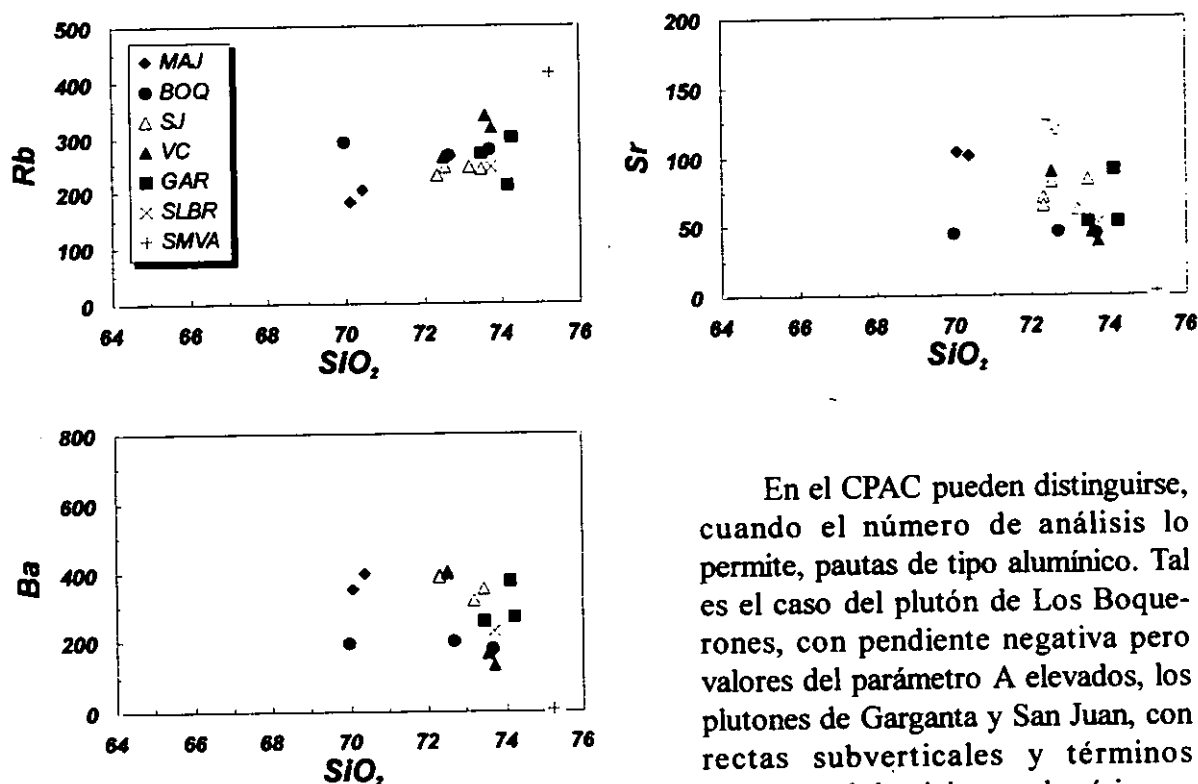 500
400
300
200
100
0
Rb
MAJ
BOQ
SJ
VC
GAR
SLBR
SMVA
64 66 68 70 72 74 76
SiO₂
200
150
100
50
0
Sr
64 66 68 70 72 74 76
SiO₂
800
600
400
200
0
Ba
64 66 68 70 72 74 76
SiO₂
En el CPAC pueden distinguirse,
cuando el número de análisis lo
permite, pautas de tipo alumínico. Tal
es el caso del plutón de Los Boque-
rones, con pendiente negativa pero
valores del parámetro A elevados, los
plutones de Garganta y San Juan, con
rectas subverticales y términos